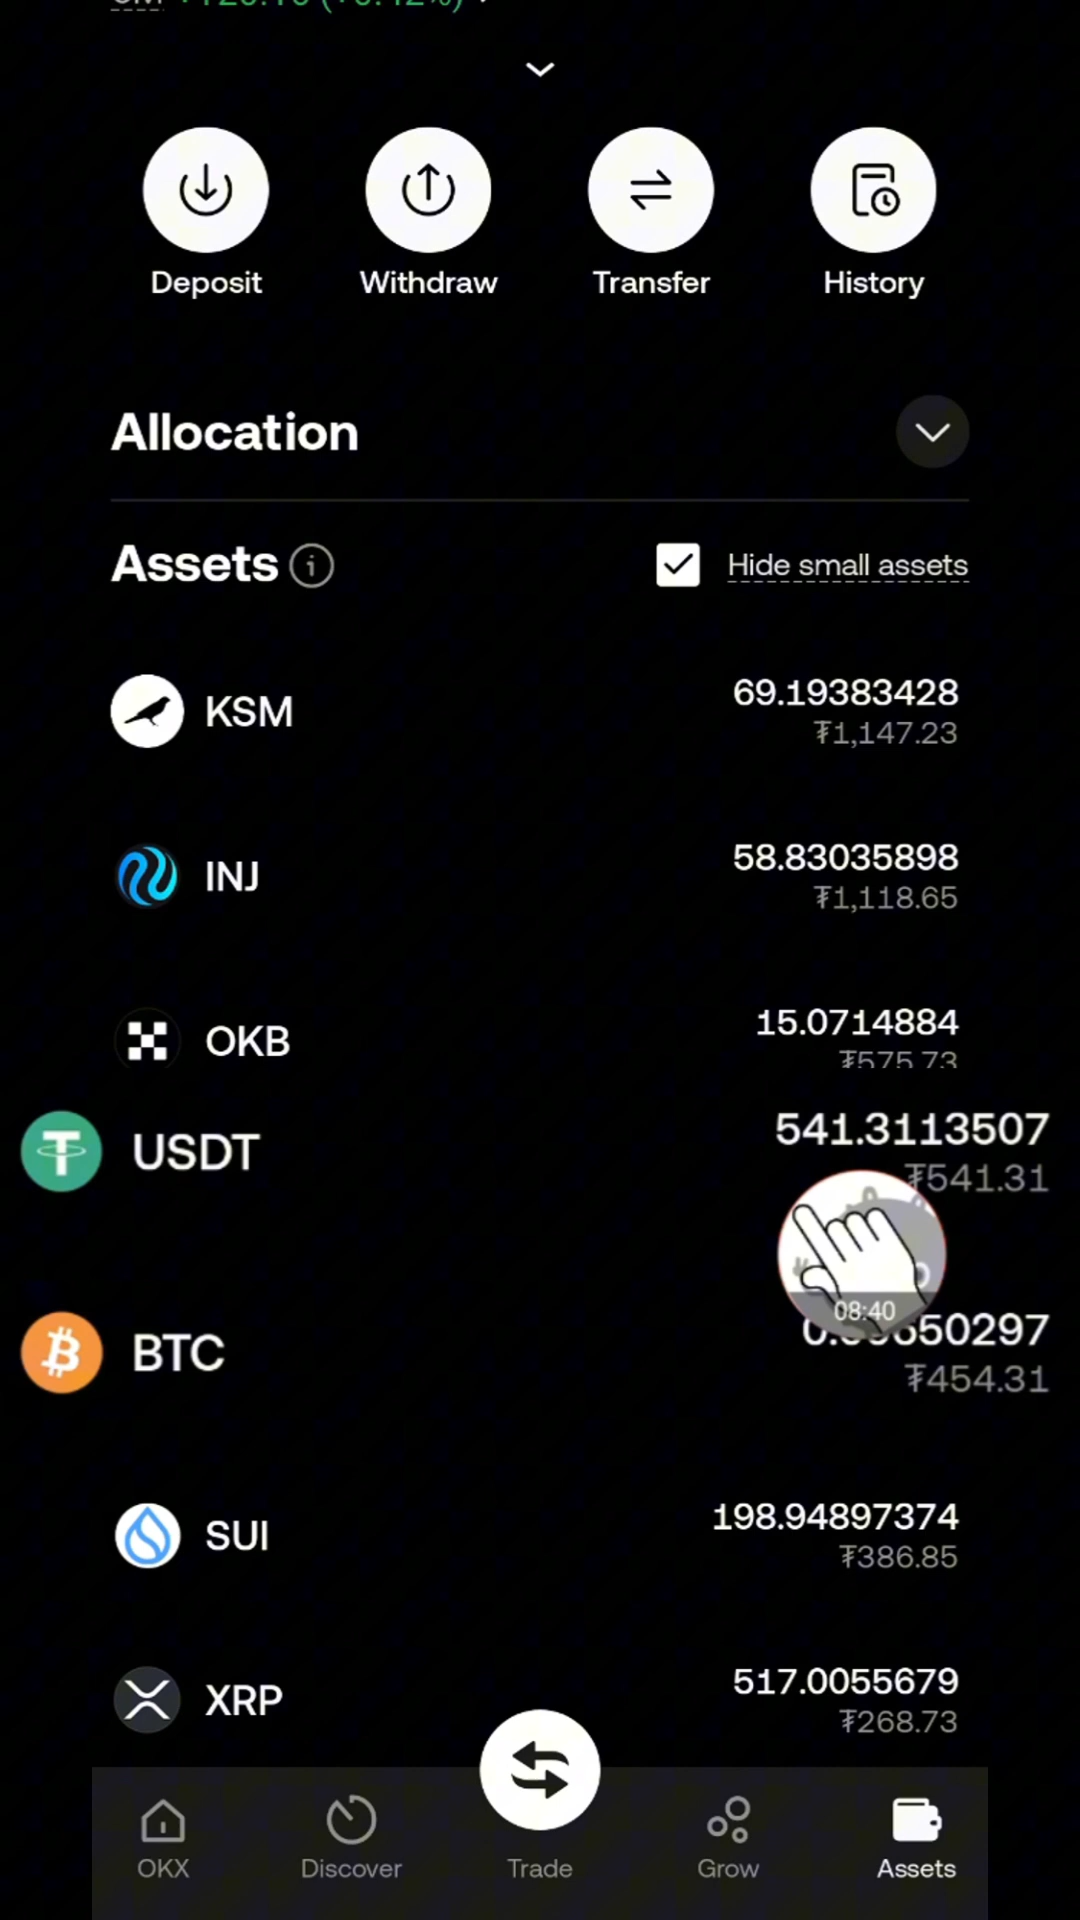 Deposit
Withdraw
Transfer
History
Allocation
Assets
Hide small assets
KSM
69.19383428
₮1,147.23
INJ
58.83035898
₮1,118.65
OKB
15.0714884
₮575.73
USDT
541.3113507
₮541.31
08:40
BTC
₮454.31
SUI
198.94897374
₮386.85
XRP
517.0055679
₮268.73
OKX
Discover
Trade
Grow
Assets